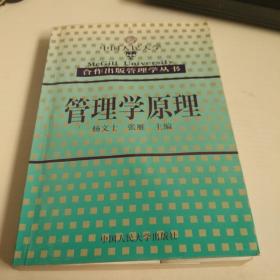 中国人民大学
McGill University
合作出版管理学丛书
管理学原理
杨文士 张雁 主编
中国人民大学出版社